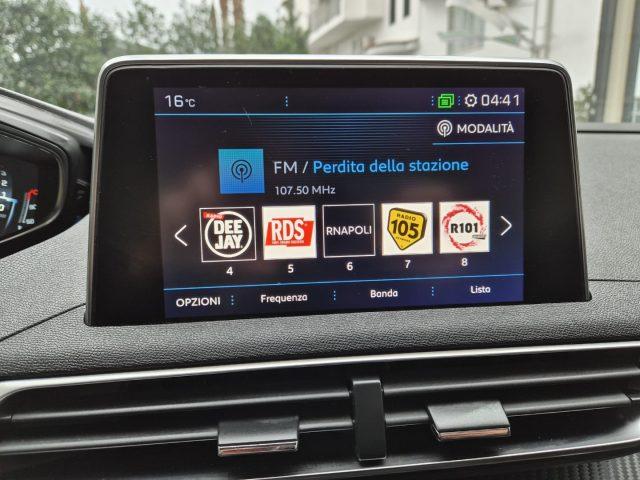 16°C
04:41
MODALITÀ
FM / Perdita della stazione
107.50 MHz
RADIO DEE JAY
RDS
RNAPOLI
RADIO 105
R101
4 5 6 7 8
OPZIONI Frequenza Banda Lista